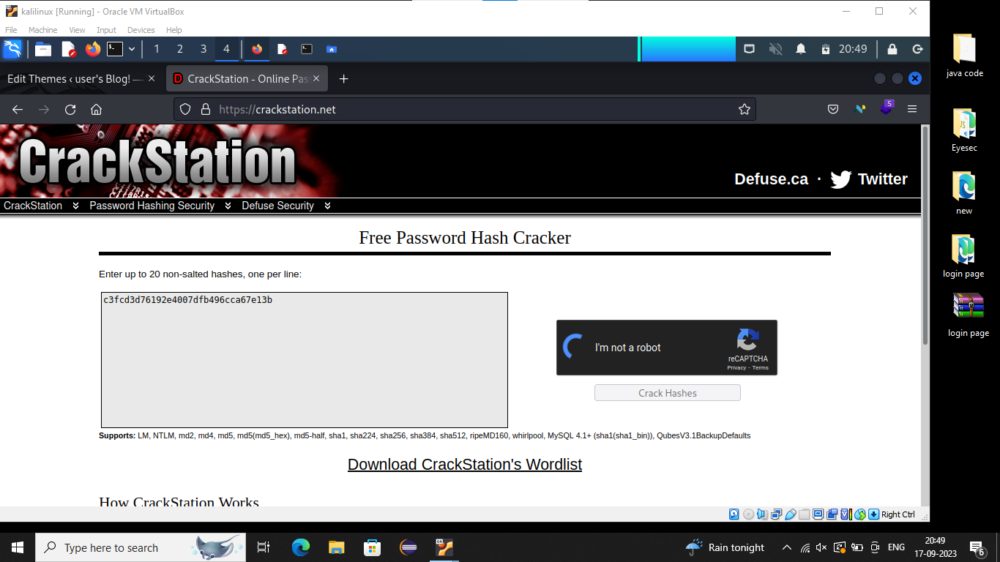 kalilinux [Running] - Oracle VM VirtualBox
File Machine View Input Devices Help
1 2 3 4 20:49
Edit Themes ‹ user's Blog! — CrackStation - Online Pas
https://crackstation.net 5
CrackStation
Defuse.ca · Twitter
CrackStation Password Hashing Security Defuse Security
Free Password Hash Cracker
Enter up to 20 non-salted hashes, one per line:
c3fcd3d76192e4007dfb496cca67e13b
I'm not a robot
reCAPTCHA
Privacy - Terms
Crack Hashes
Supports: LM, NTLM, md2, md4, md5, md5(md5_hex), md5-half, sha1, sha224, sha256, sha384, sha512, ripeMD160, whirlpool, MySQL 4.1+ (sha1(sha1_bin)), QubesV3.1BackupDefaults
Download CrackStation's Wordlist
How CrackStation Works
Right Ctrl
java code
Eyesec
new
login page
login page
Type here to search
Rain tonight
ENG
20:49
17-09-2023
6